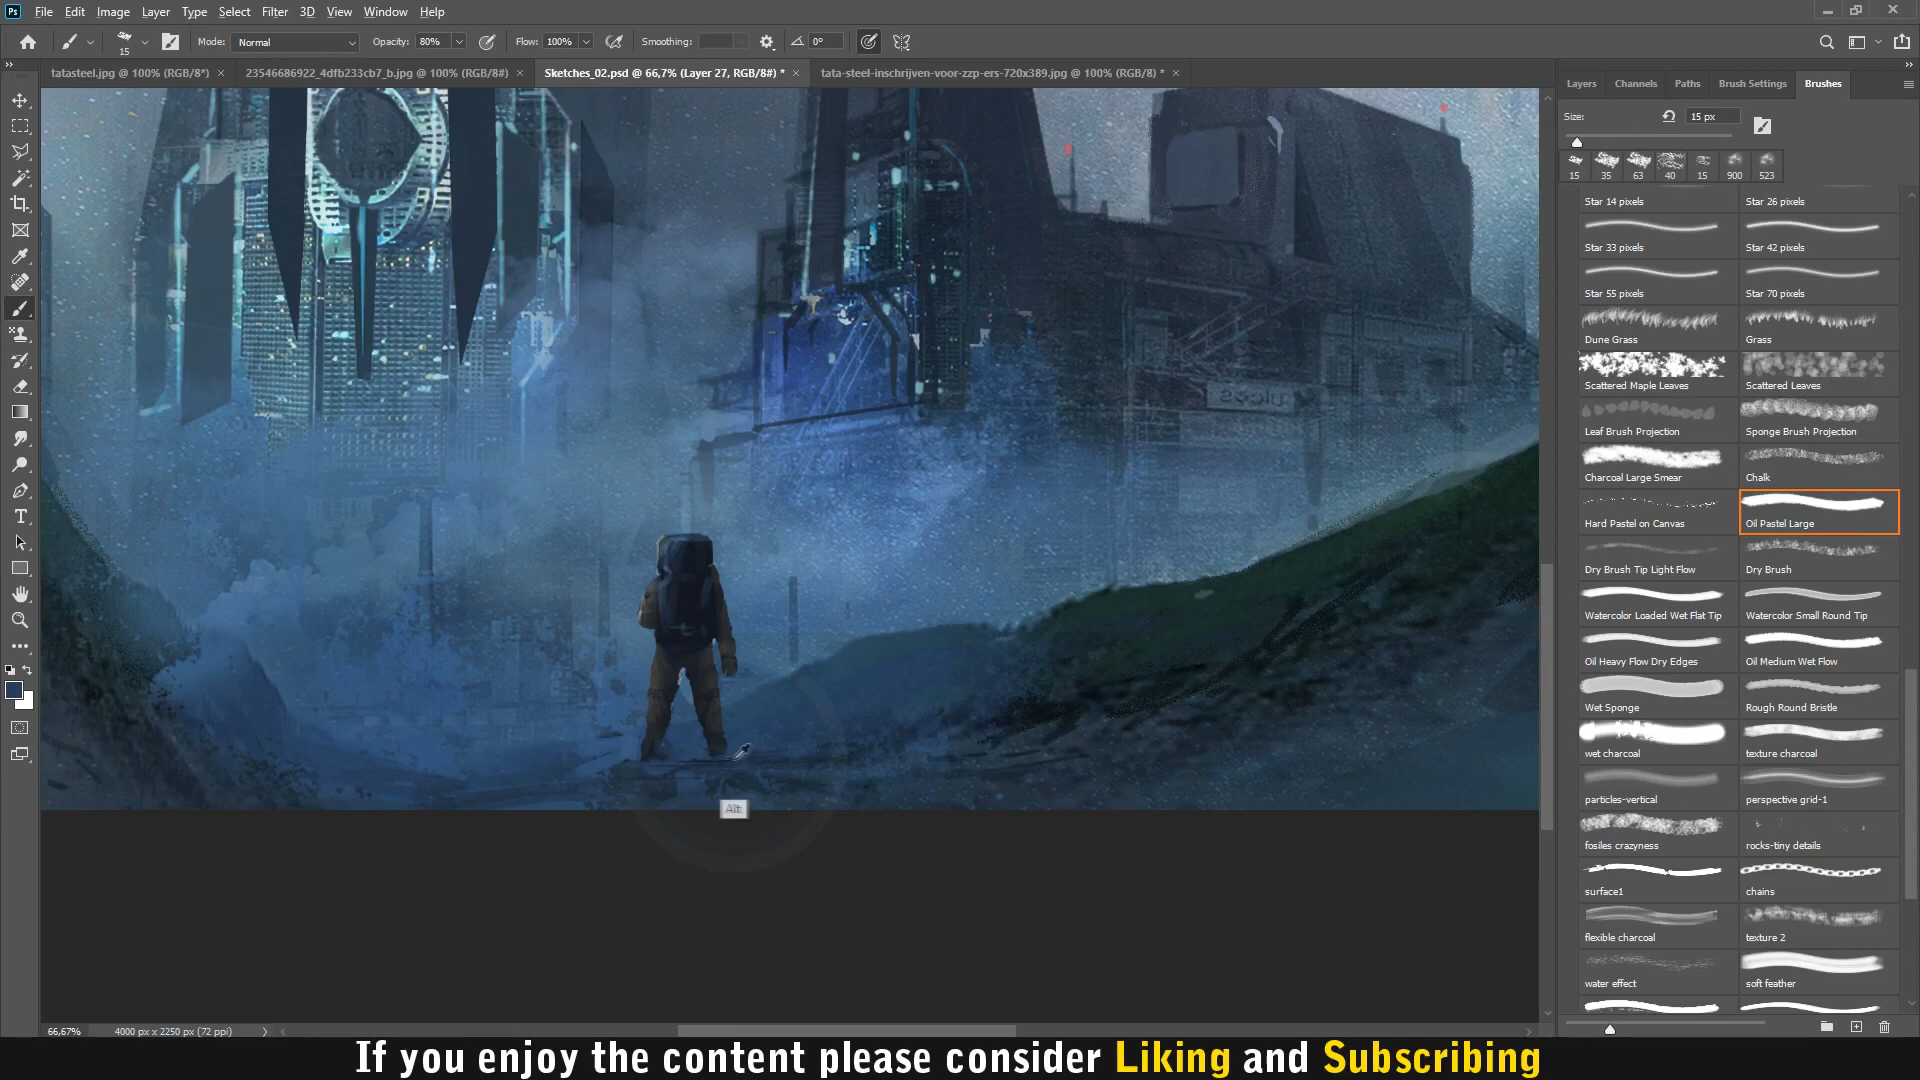 Ps File Edit Image Layer Type Select Filter 3D View Window Help
15 Mode: Normal Opacity: 80% Flow: 100% Smoothing: 0°
tatasteel.jpg @ 100% (RGB/8*) × 23546686922_4dfb233cb7_b.jpg @ 100% (RGB/8#) × Sketches_02.psd @ 66,7% (Layer 27, RGB/8#) * × tata-steel-inschrijven-voor-zzp-ers-720x389.jpg @ 100% (RGB/8) * ×
Layers Channels Paths Brush Settings Brushes
Size: 15 px
15 35 63 40 15 900 523
Star 14 pixels Star 26 pixels
Star 33 pixels Star 42 pixels
Star 55 pixels Star 70 pixels
Dune Grass Grass
Scattered Maple Leaves Scattered Leaves
Leaf Brush Projection Sponge Brush Projection
Charcoal Large Smear Chalk
Hard Pastel on Canvas Oil Pastel Large
Dry Brush Tip Light Flow Dry Brush
Watercolor Loaded Wet Flat Tip Watercolor Small Round Tip
Oil Heavy Flow Dry Edges Oil Medium Wet Flow
Wet Sponge Rough Round Bristle
wet charcoal texture charcoal
particles-vertical perspective grid-1
fosiles crazyness rocks-tiny details
surface1 chains
flexible charcoal texture 2
water effect soft feather
Alt
66,67% 4000 px x 2250 px (72 ppi)
If you enjoy the content please consider Liking and Subscribing